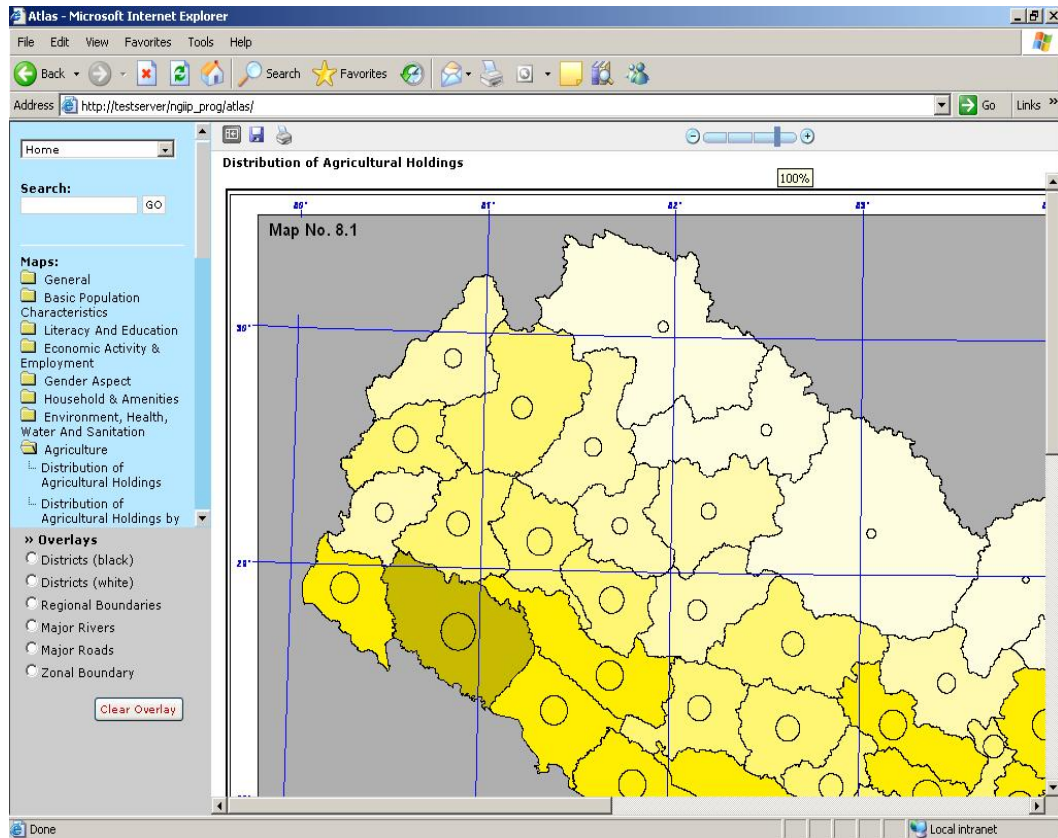 Atlas - Microsoft Internet Explorer
File Edit View Favorites Tools Help
Back Search Favorites
Address http://testserver/ngiip_prog/atlas/ Go Links »
Home
Search:
GO
Maps:
General
Basic Population
Characteristics
Literacy And Education
Economic Activity &
Employment
Gender Aspect
Household & Amenities
Environment, Health,
Water And Sanitation
Agriculture
Distribution of
Agricultural Holdings
Distribution of
Agricultural Holdings by
» Overlays
Districts (black)
Districts (white)
Regional Boundaries
Major Rivers
Major Roads
Zonal Boundary
Clear Overlay
Distribution of Agricultural Holdings
100%
80° 81° 82° 83°
Map No. 8.1
30°
Done
Local intranet